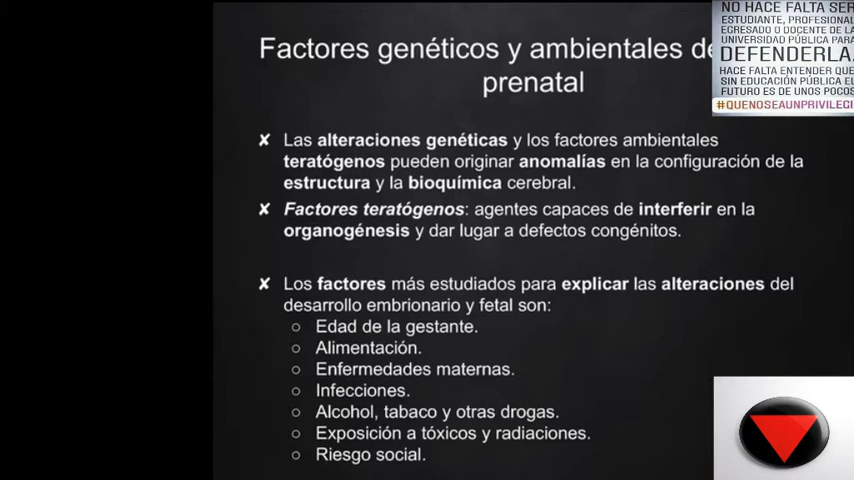 Factores genéticos y ambientales
prenatal
✘ Las alteraciones genéticas y los factores ambientales
teratógenos pueden originar anomalías en la configuración de la
estructura y la bioquímica cerebral.
✘ Factores teratógenos: agentes capaces de interferir en la
organogénesis y dar lugar a defectos congénitos.
✘ Los factores más estudiados para explicar las alteraciones del
desarrollo embrionario y fetal son:
○ Edad de la gestante.
○ Alimentación.
○ Enfermedades maternas.
○ Infecciones.
○ Alcohol, tabaco y otras drogas.
○ Exposición a tóxicos y radiaciones.
○ Riesgo social.
NO HACE FALTA SER
ESTUDIANTE, PROFESIONAL
EGRESADO O DOCENTE DE LA
UNIVERSIDAD PÚBLICA PARA
DEFENDERLA.
HACE FALTA ENTENDER QUE
SIN EDUCACIÓN PÚBLICA EL
FUTURO ES DE UNOS POCOS
#QUENOSEAUNPRIVILEGI